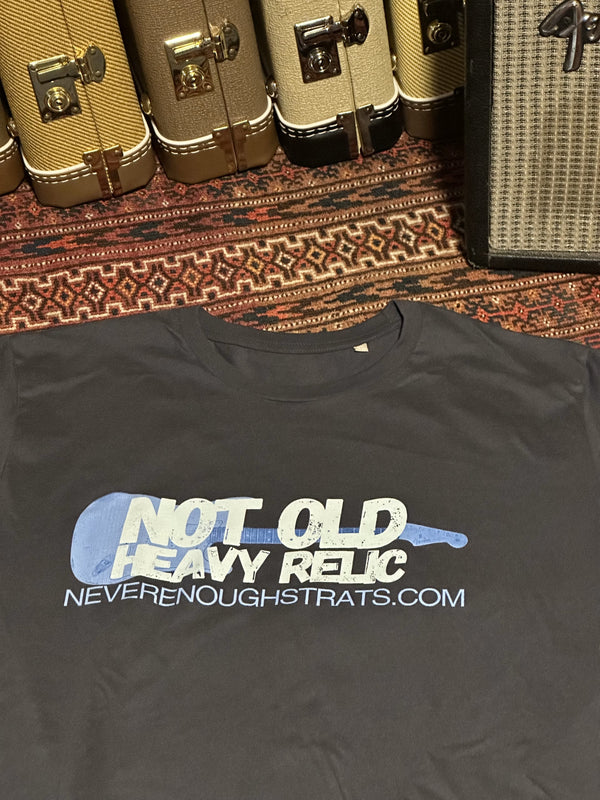 NOT OLD
HEAVY RELIC
NEVERENOUGHSTRATS.COM